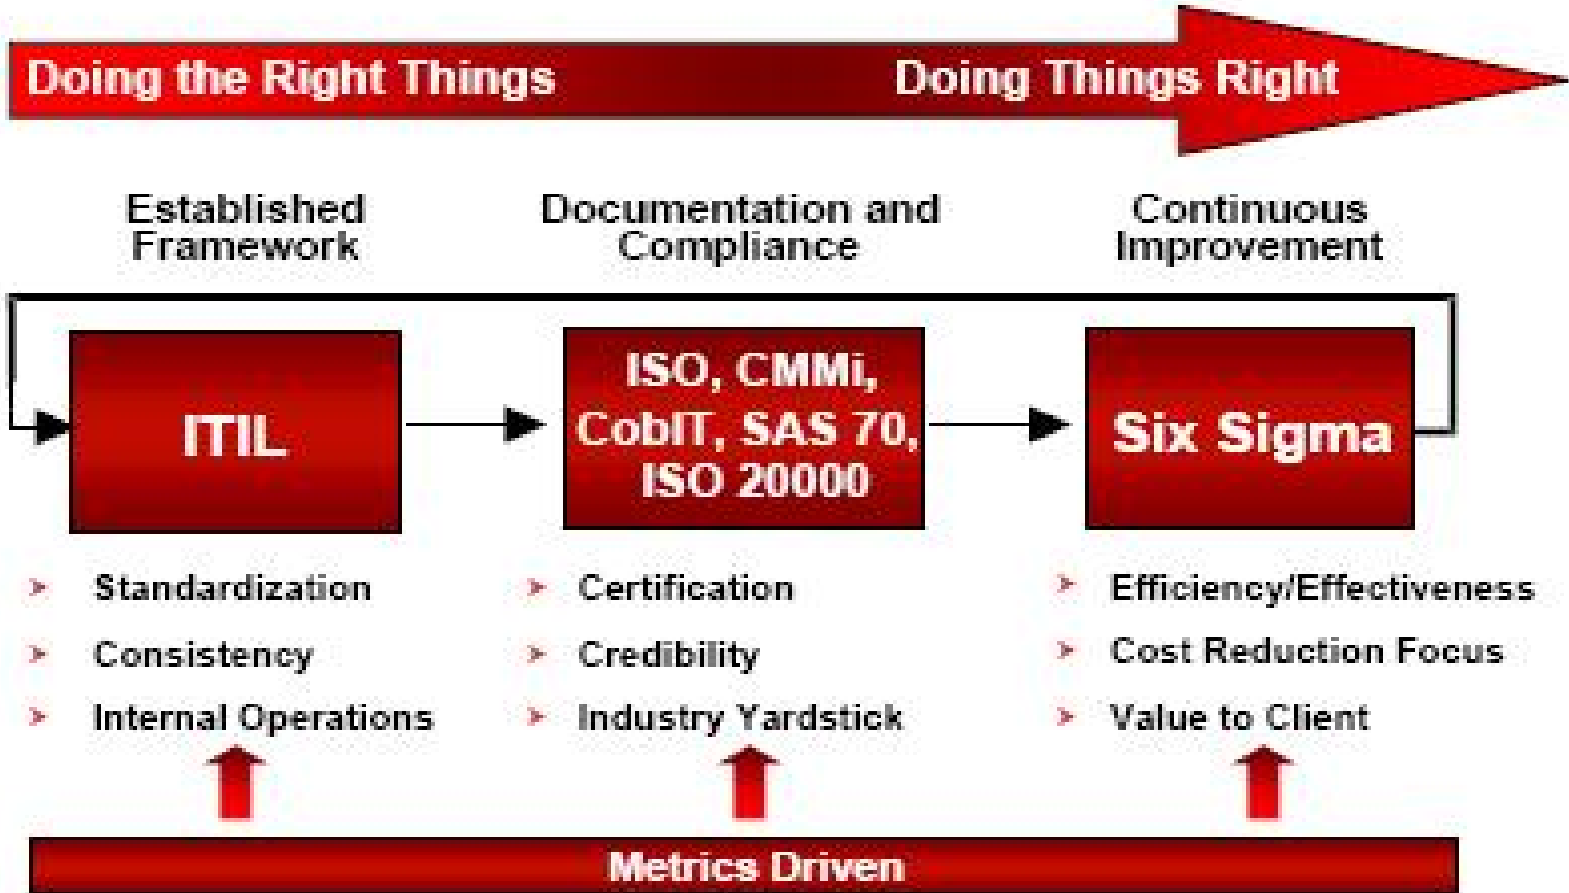 Doing the Right Things
Doing Things Right
Established
Framework
Documentation and
Compliance
Continuous
Improvement
ITIL
ISO, CMMi,
CobIT, SAS 70,
ISO 20000
Six Sigma
Standardization
Consistency
Internal Operations
Certification
Credibility
Industry Yardstick
Efficiency/Effectiveness
Cost Reduction Focus
Value to Client
Metrics Driven